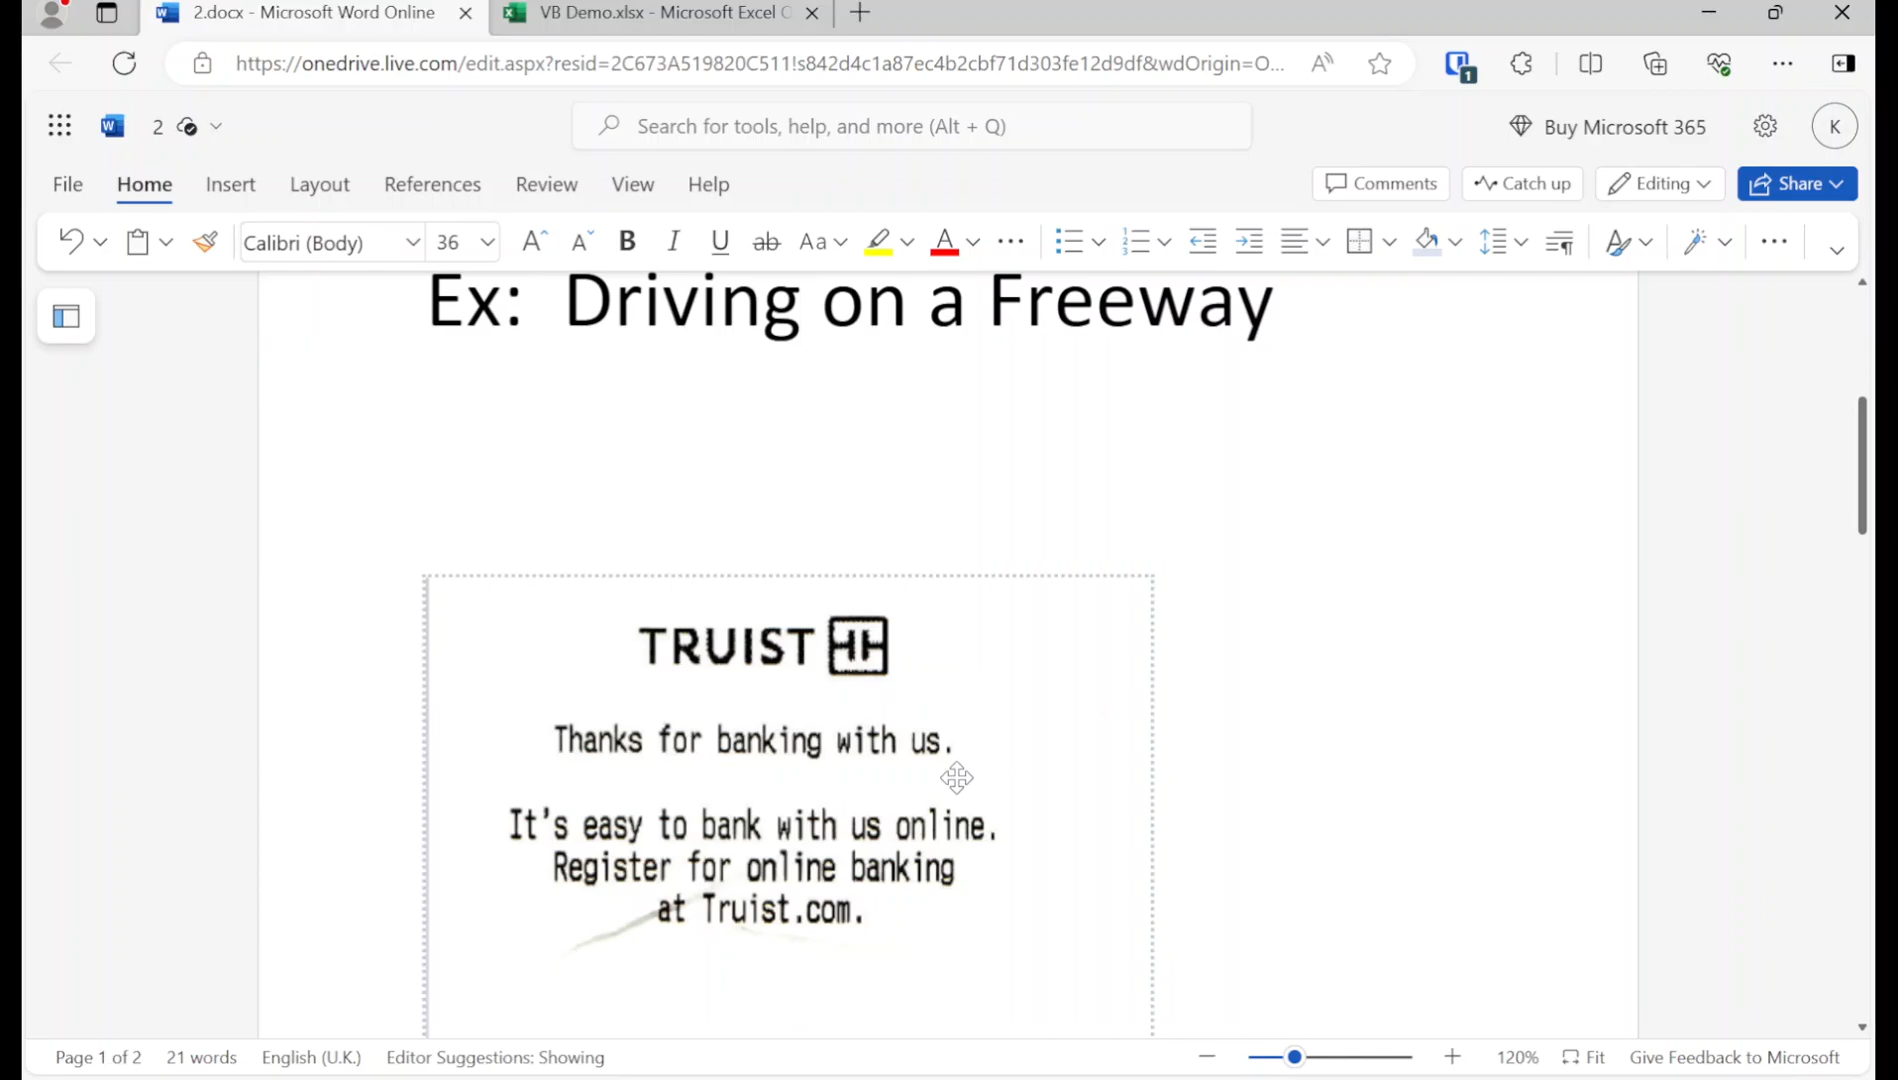 2.docx - Microsoft Word Online
VB Demo.xlsx - Microsoft Excel O
https://onedrive.live.com/edit.aspx?resid=2C673A519820C511!s842d4c1a87ec4b2cbf71d303fe12d9df&wdOrigin=O...
1
2
Search for tools, help, and more (Alt + Q)
Buy Microsoft 365
K
File Home Insert Layout References Review View Help
Comments Catch up Editing Share
Calibri (Body) 36
Ex: Driving on a Freeway
TRUIST
Thanks for banking with us.
It's easy to bank with us online.
Register for online banking
at Truist.com.
Page 1 of 2 21 words English (U.K.) Editor Suggestions: Showing
120% Fit Give Feedback to Microsoft